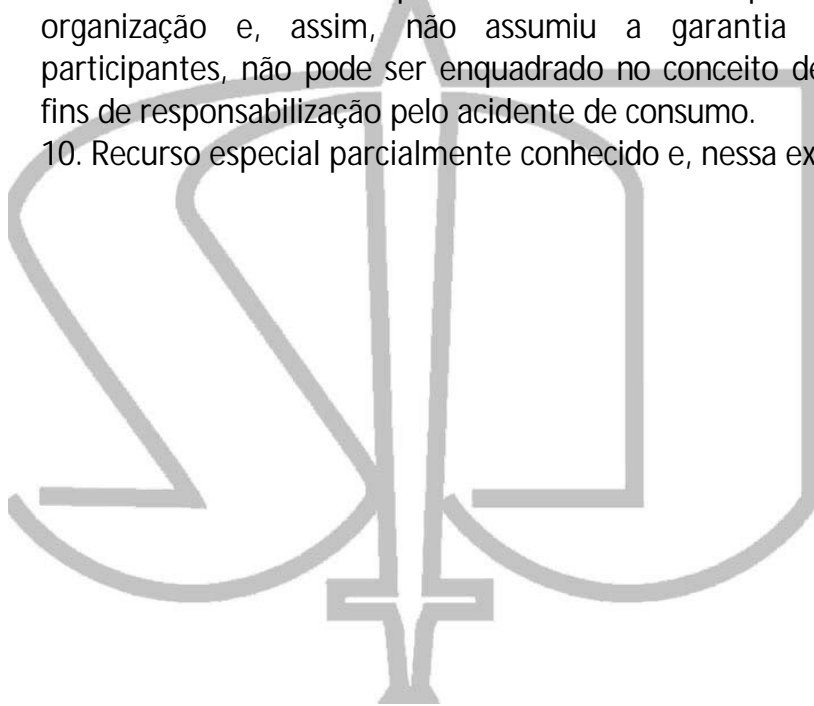 organização e, assim, não assumiu a garantia
participantes, não pode ser enquadrado no conceito de
fins de responsabilização pelo acidente de consumo.
10. Recurso especial parcialmente conhecido e, nessa